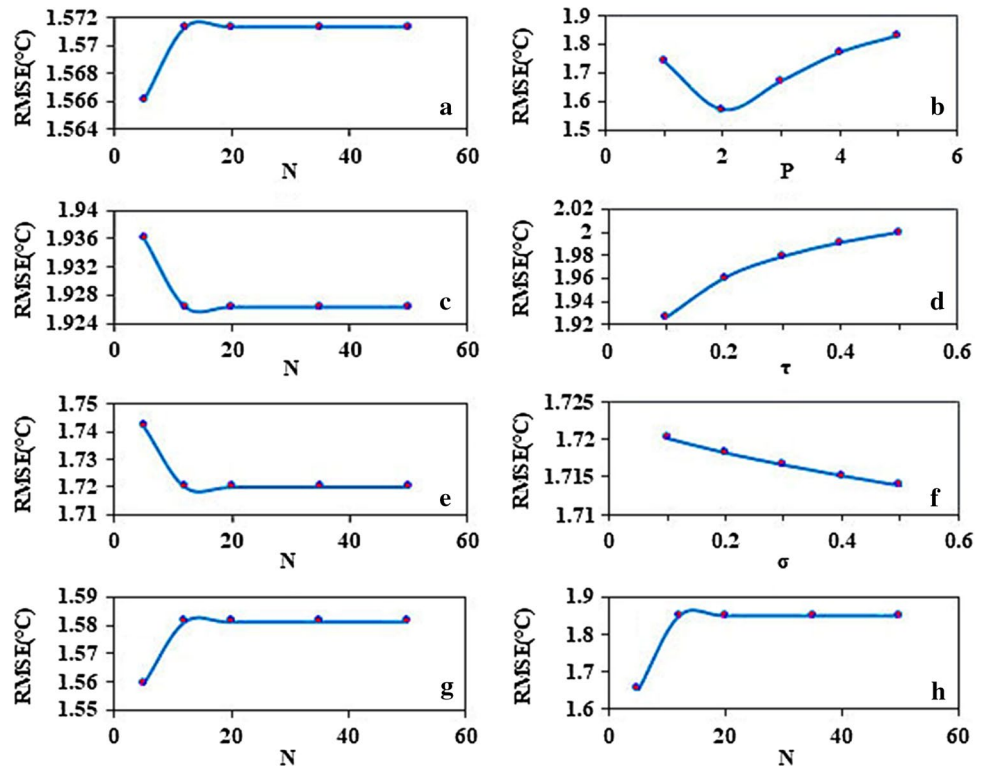 RMSE(°C)
1.572
1.57
1.568
1.566
1.564
0 20 40 60
N
a
RMSE(°C)
1.9
1.8
1.7
1.6
1.5
0 2 4 6
P
b
RMSE(°C)
1.94
1.936
1.932
1.928
1.924
0 20 40 60
N
c
RMSE(°C)
2.02
2
1.98
1.96
1.94
1.92
0 0.2 0.4 0.6
τ
d
RMSE(°C)
1.75
1.74
1.73
1.72
1.71
0 20 40 60
N
e
RMSE(°C)
1.725
1.72
1.715
1.71
0 0.2 0.4 0.6
σ
f
RMSE(°C)
1.59
1.58
1.57
1.56
1.55
0 20 40 60
N
g
RMSE(°C)
1.9
1.8
1.7
1.6
0 20 40 60
N
h